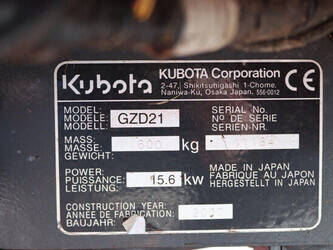 Kubota
KUBOTA Corporation
2-47, Shikitsuhigashi 1-Chome,
Naniwa-Ku, Osaka Japan. 556-0012
CE
MODEL:
MODELE:
MODELL:
GZD21
SERIAL No
Nº DE SERIE
SERIEN-NR.
MASS:
MASSE:
GEWICHT:
600 kg
POWER:
PUISSANCE:
LEISTUNG:
15.6 kW
MADE IN JAPAN
FABRIQUE AU JAPON
HERGESTELLT IN JAPAN
CONSTRUCTION YEAR:
ANNÉE DE FABRICATION:
BAUJAHR: